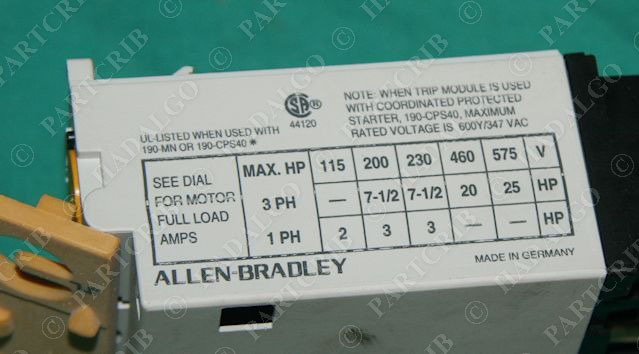 UL-LISTED WHEN USED WITH
190-MN OR 190-CPS40 *
SA ®
44120
NOTE: WHEN TRIP MODULE IS USED
WITH COORDINATED PROTECTED
STARTER, 190-CPS40, MAXIMUM
RATED VOLTAGE IS 600Y/347 VAC
SEE DIAL
FOR MOTOR
FULL LOAD
AMPS
MAX. HP 115 200 230 460 575 V
3 PH — 7-1/2 7-1/2 20 25 HP
1 PH 2 3 3 — — HP
ALLEN-BRADLEY
MADE IN GERMANY
PARTCRIB
HADALGO